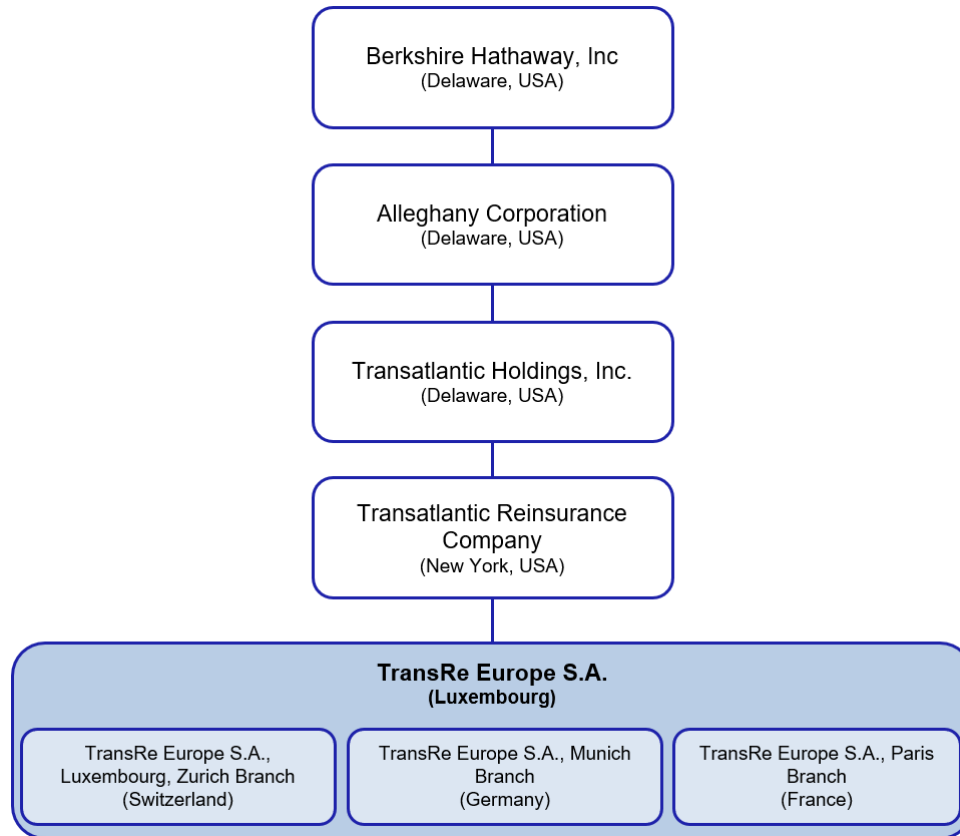 Berkshire Hathaway, Inc
(Delaware, USA)
Alleghany Corporation
(Delaware, USA)
Transatlantic Holdings, Inc.
(Delaware, USA)
Transatlantic Reinsurance
Company
(New York, USA)
TransRe Europe S.A.
(Luxembourg)
TransRe Europe S.A.,
Luxembourg, Zurich Branch
(Switzerland)
TransRe Europe S.A., Munich
Branch
(Germany)
TransRe Europe S.A., Paris
Branch
(France)